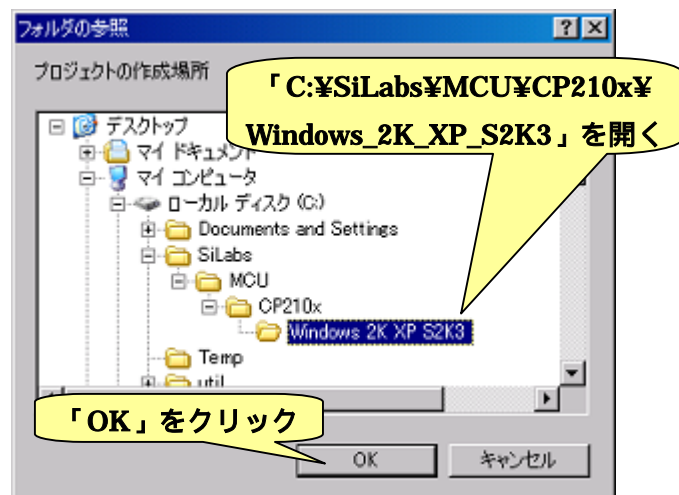 フォルダの参照
プロジェクトの作成場所
「C:¥SiLabs¥MCU¥CP210x¥
Windows_2K_XP_S2K3」を開く
デスクトップ
マイ ドキュメント
マイ コンピュータ
ローカル ディスク (C:)
Documents and Settings
SiLabs
MCU
CP210x
Windows 2K XP S2K3
Temp
util
「OK」をクリック
OK
キャンセル